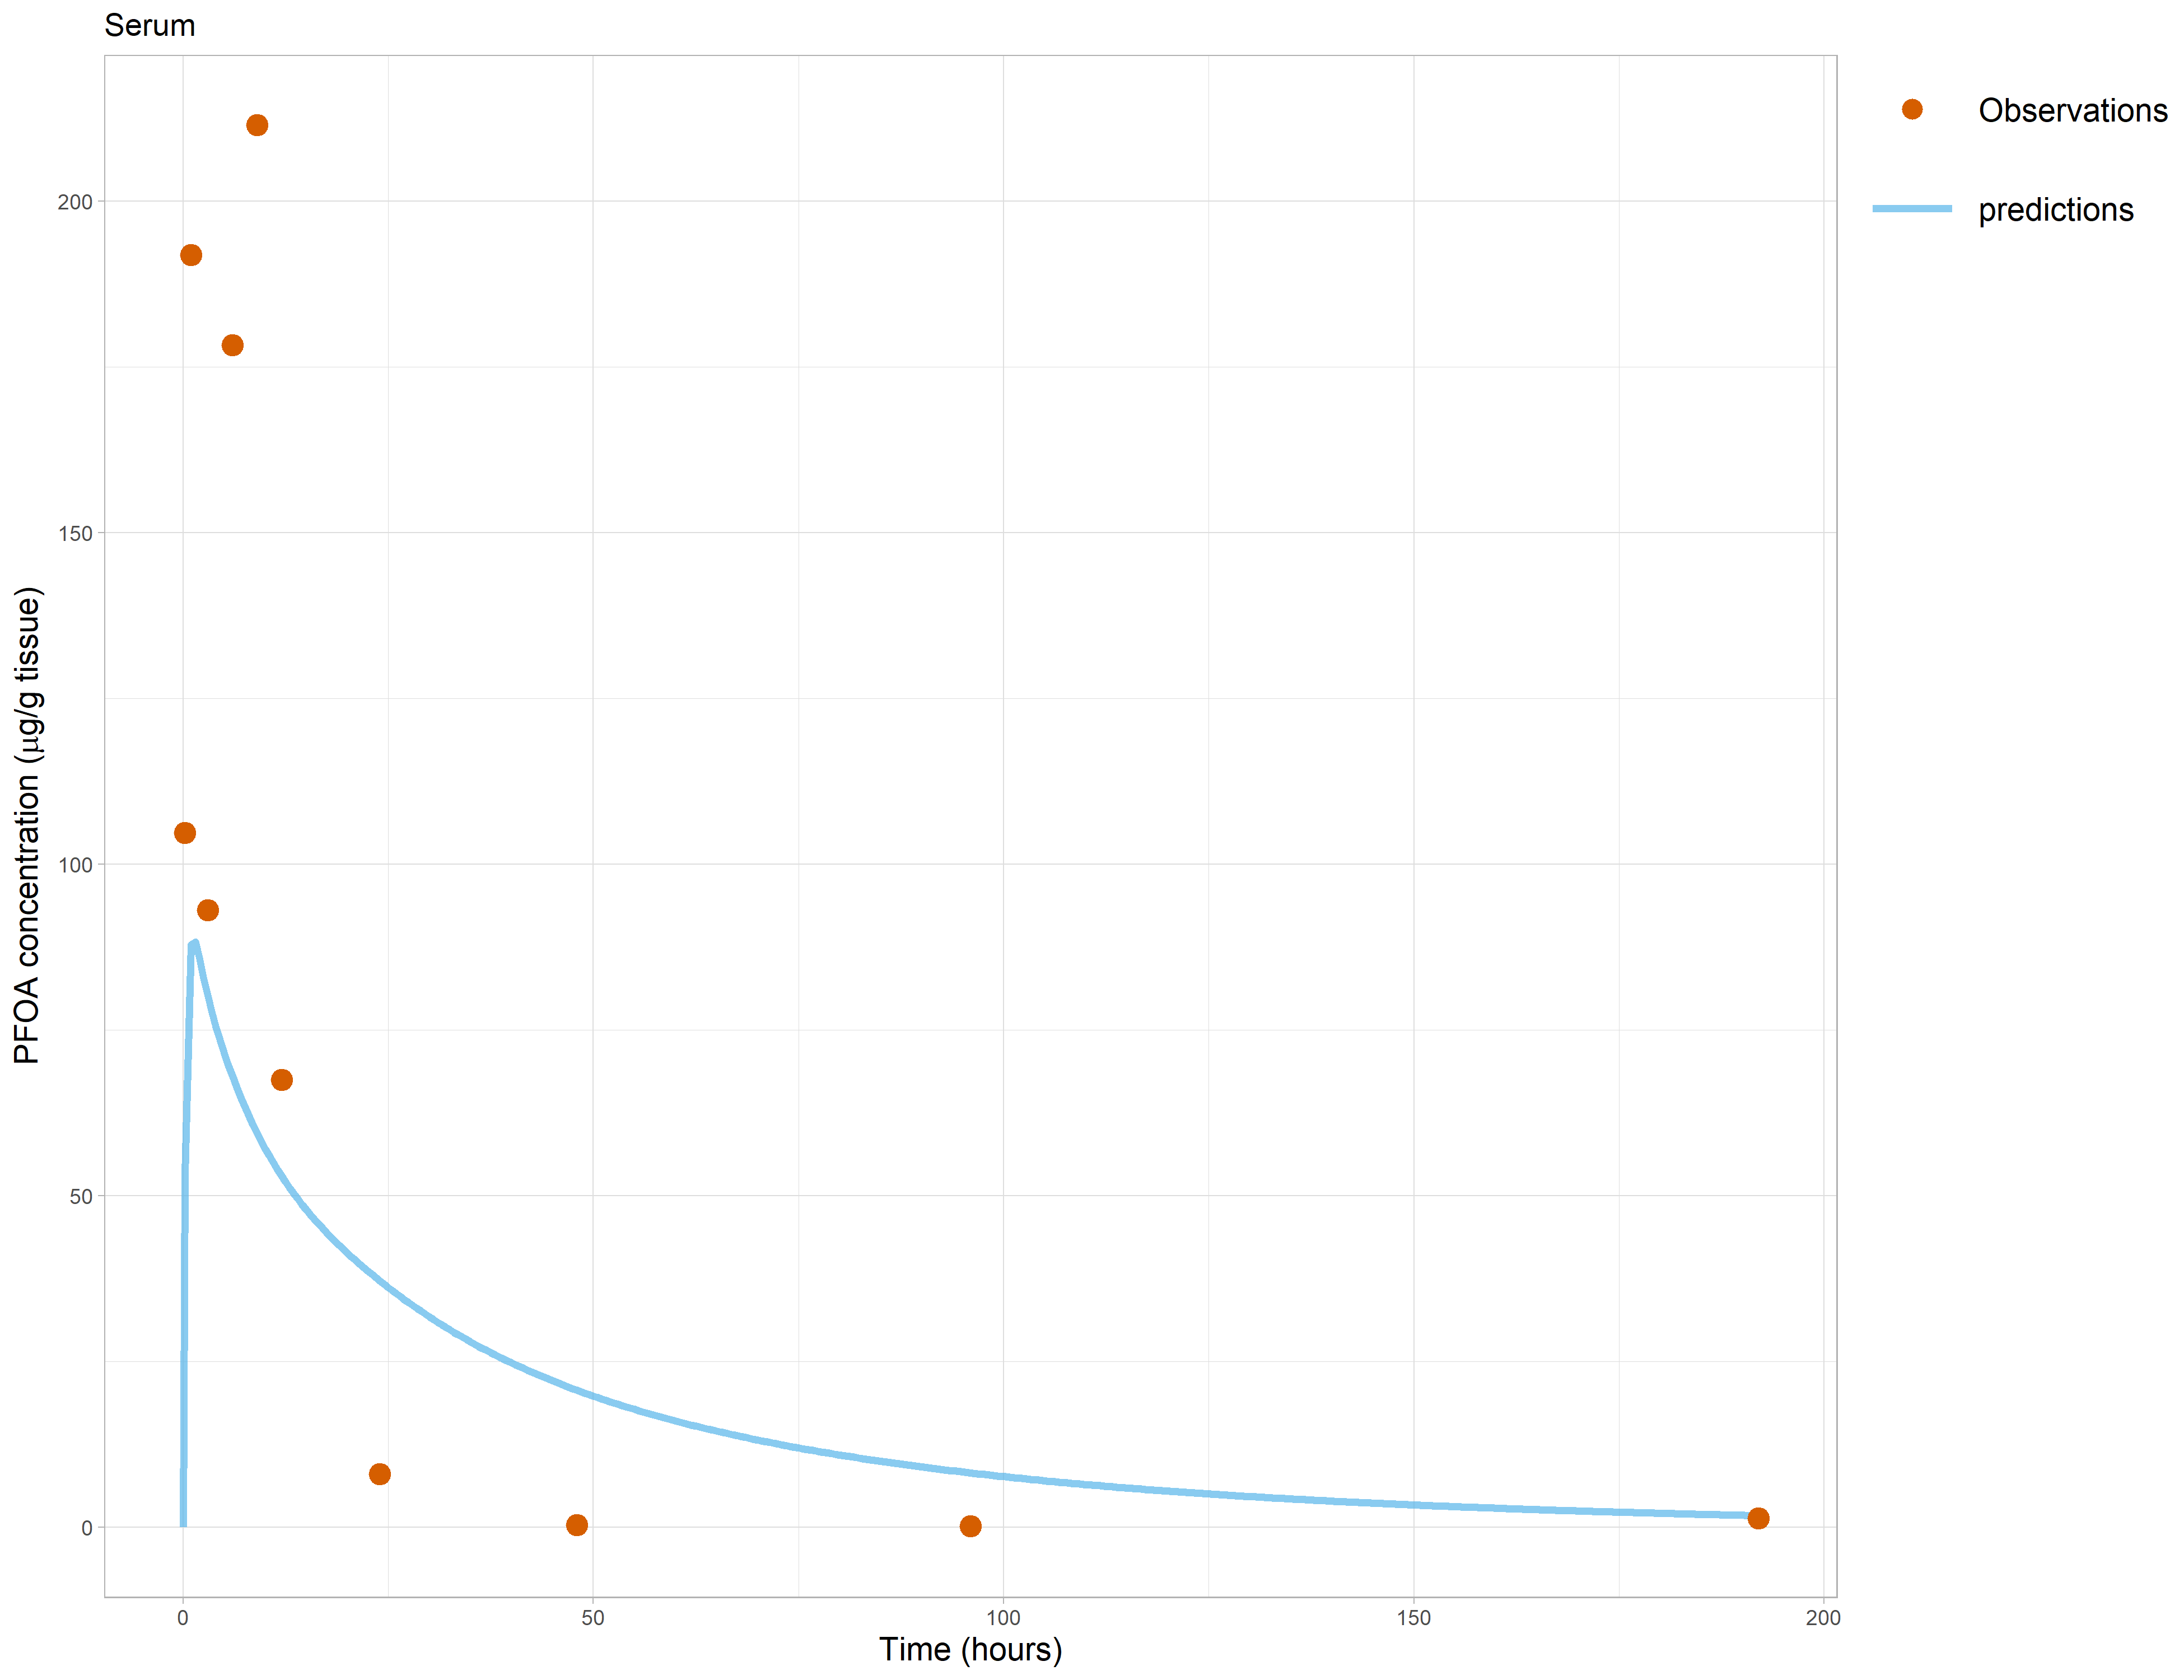 Serum
Observations
predictions
PFOA concentration (μg/g tissue)
200
150
100
50
0
0 50 100 150 200
Time (hours)